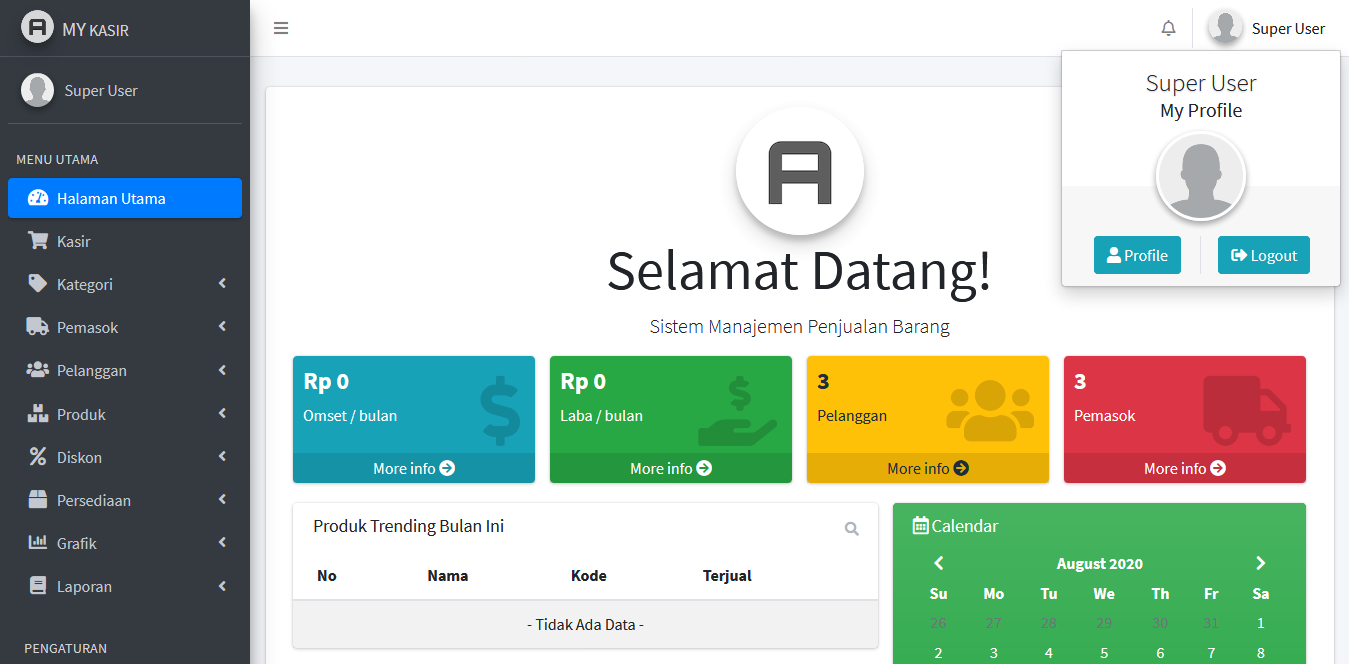 MY KASIR
Super User
MENU UTAMA
Halaman Utama
Kasir
Kategori
Pemasok
Pelanggan
Produk
Diskon
Persediaan
Grafik
Laporan
PENGATURAN
Super User
Super User
My Profile
Profile
Logout
A
Selamat Datang!
Sistem Manajemen Penjualan Barang
Rp 0
Omset / bulan
More info
Rp 0
Laba / bulan
More info
3
Pelanggan
More info
3
Pemasok
More info
Produk Trending Bulan Ini
No Nama Kode Terjual
- Tidak Ada Data -
Calendar
August 2020
Su Mo Tu We Th Fr Sa
26 27 28 29 30 31 1
2 3 4 5 6 7 8